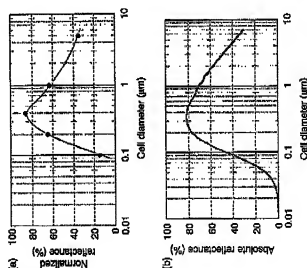 (a)
Normalized
reflectance (%)
100
80
60
40
20
0
0.01
0.1
1
10
Cell diameter (μm)
(b)
Absolute reflectance (%)
100
80
60
40
20
0
0.01
0.1
1
10
Cell diameter (μm)